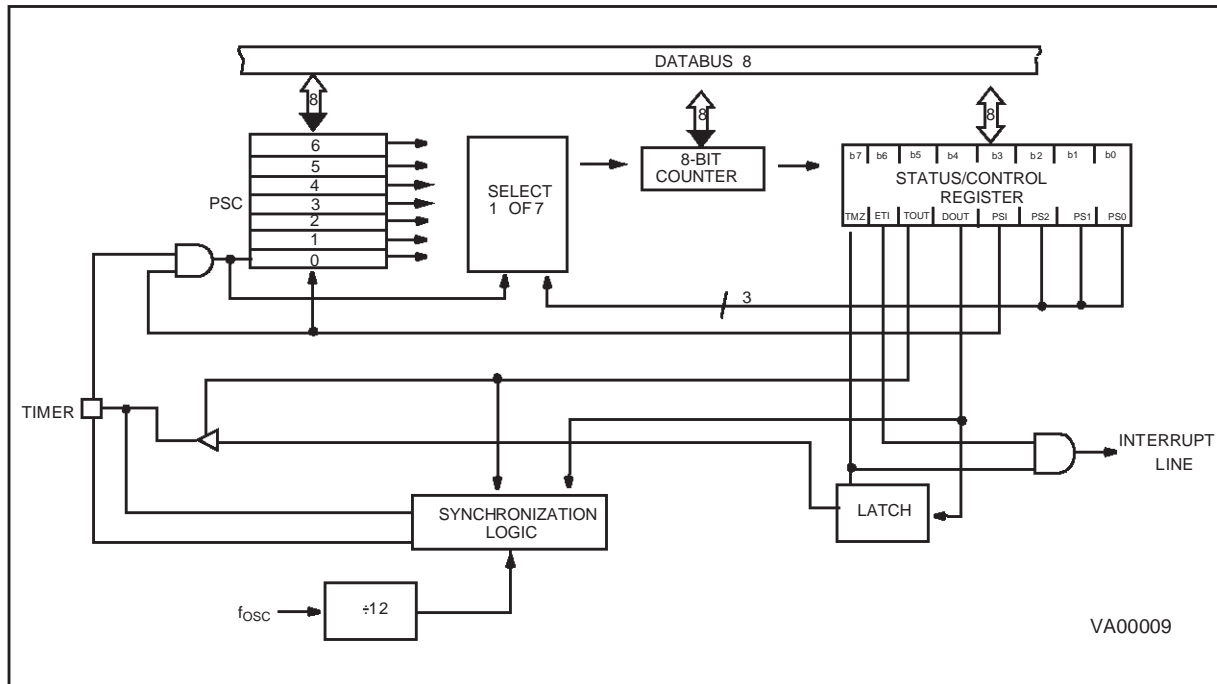 DATABUS 8
8
8
8
6
5
4
3
2
1
0
PSC
SELECT
1 OF 7
8-BIT
COUNTER
b7 b6 b5 b4 b3 b2 b1 b0
STATUS/CONTROL
REGISTER
TMZ ETI TOUT DOUT PSI PS2 PS1 PS0
3
TIMER
INTERRUPT
LINE
LATCH
SYNCHRONIZATION
LOGIC
fOSC
÷12
VA00009